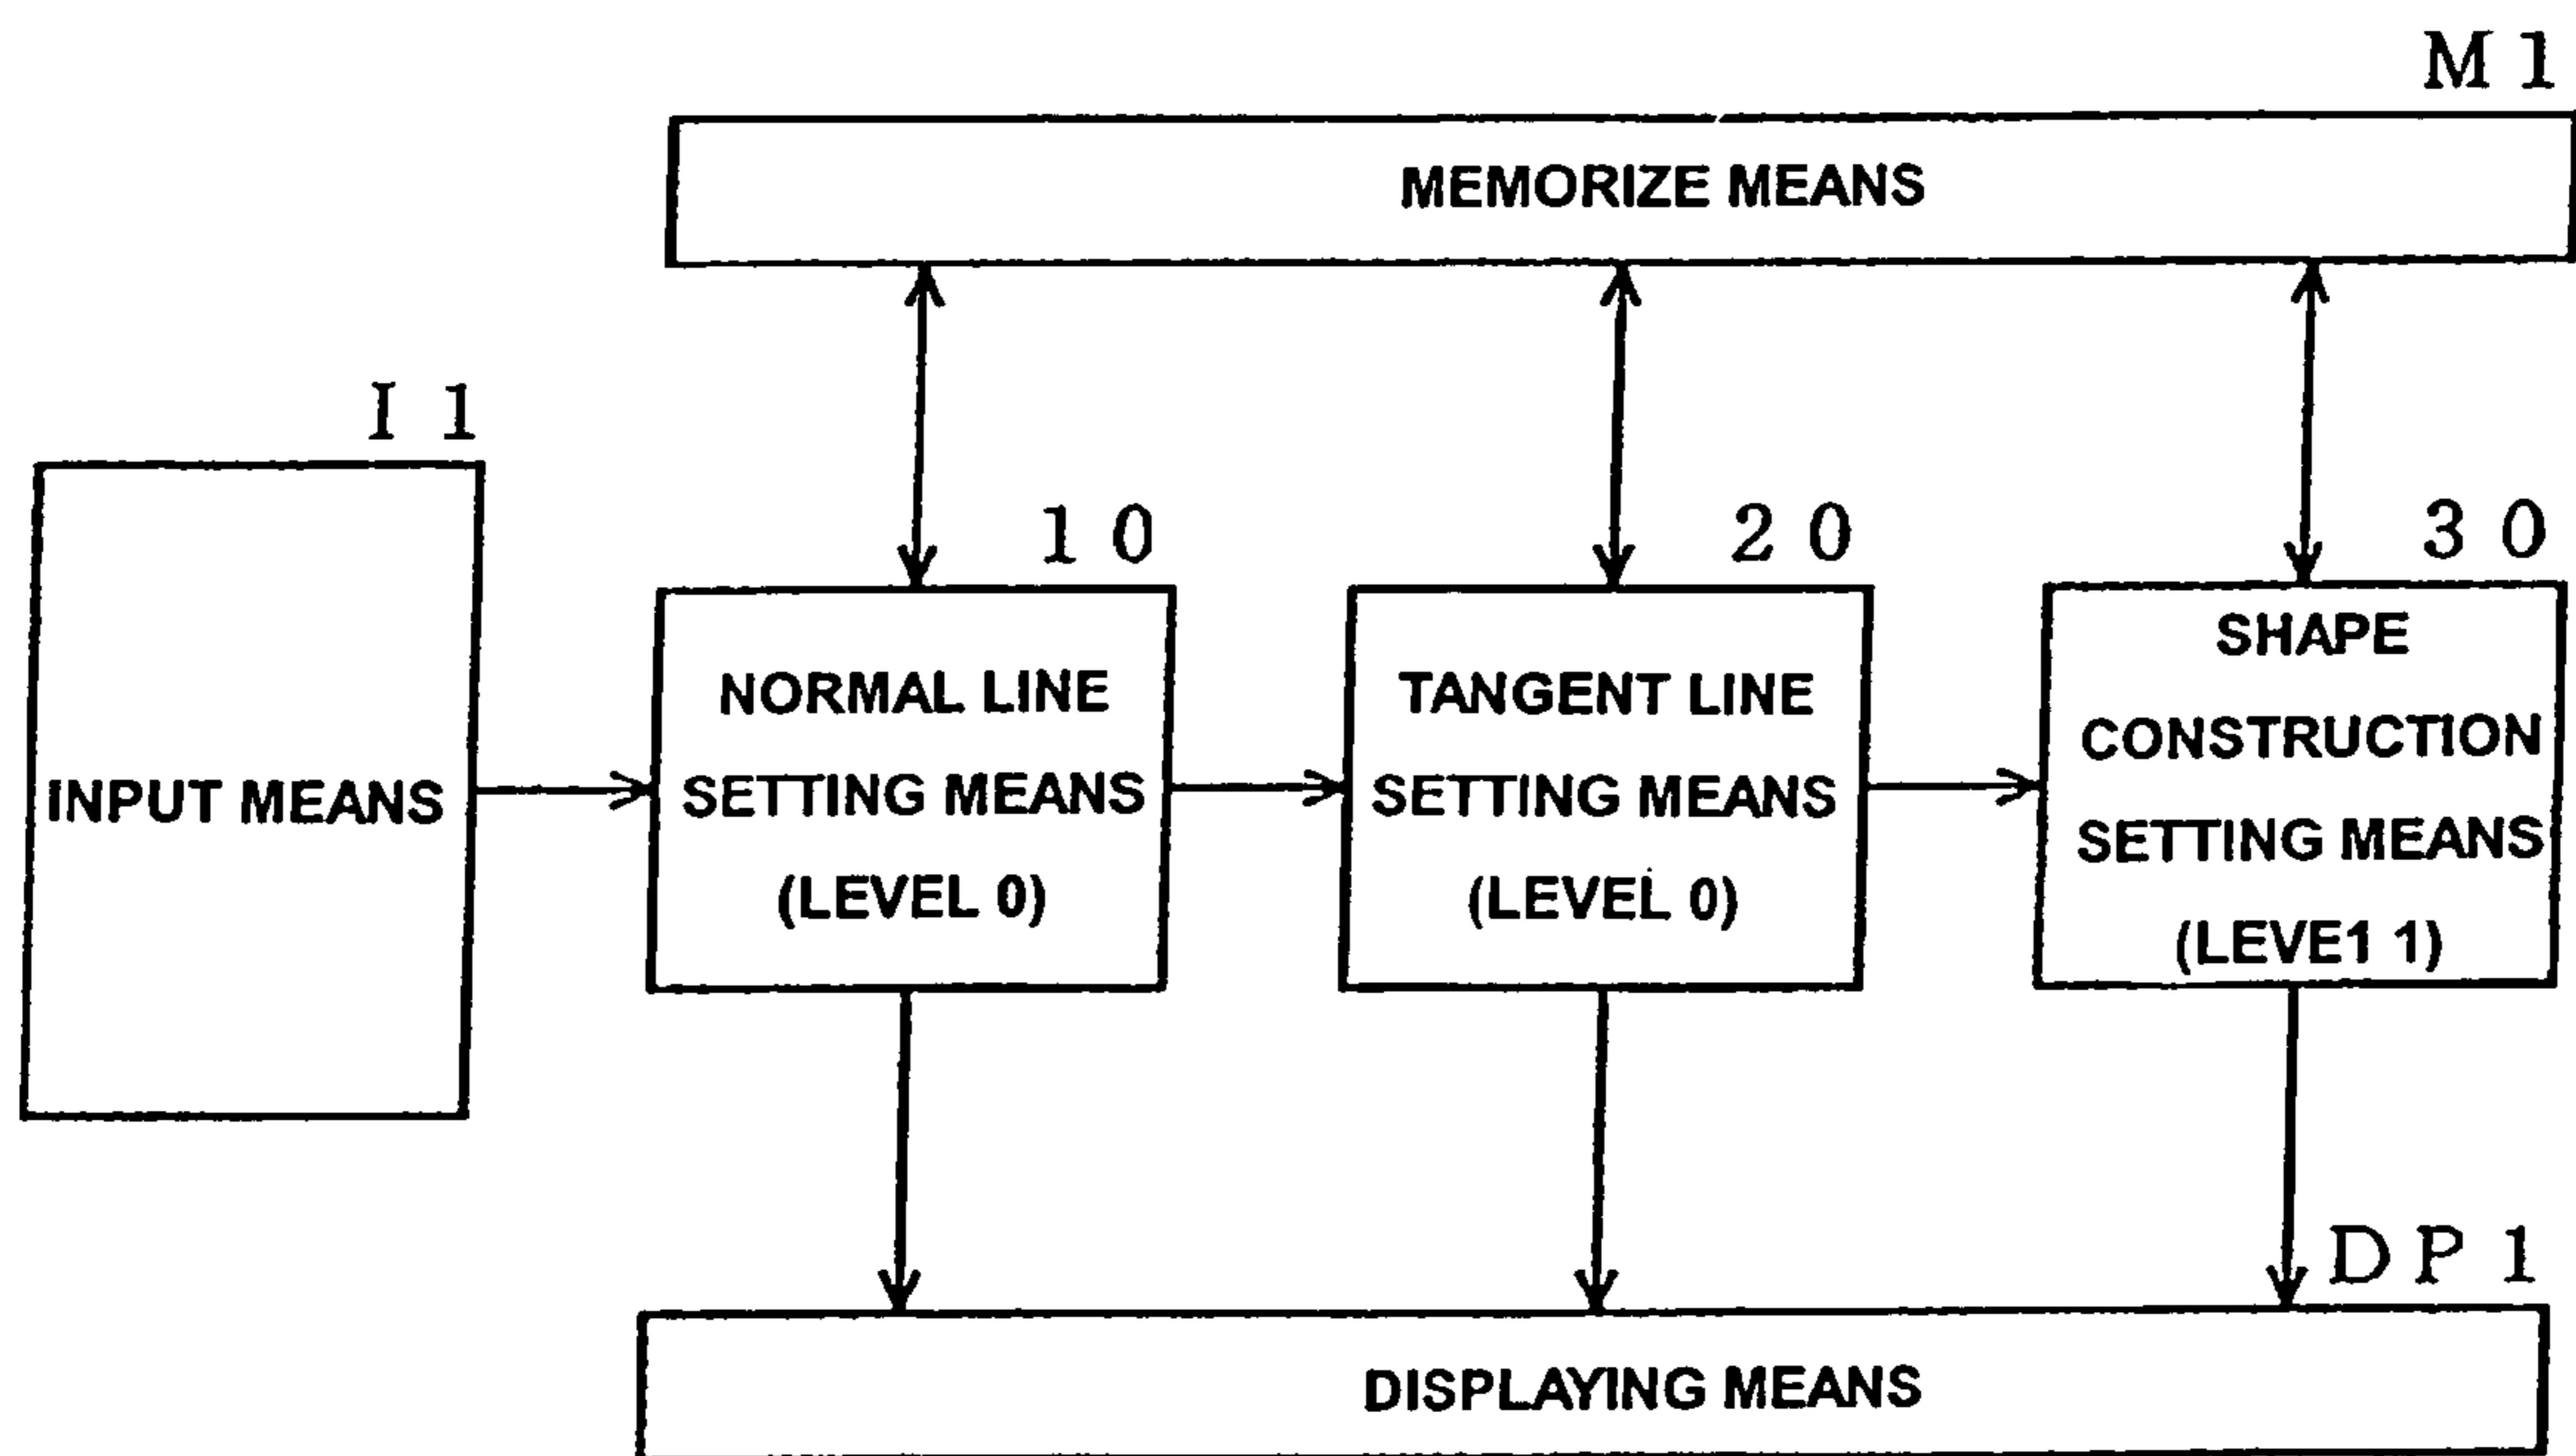 M 1
MEMORIZE MEANS
I 1
INPUT MEANS
1 0
NORMAL LINE
SETTING MEANS
(LEVEL 0)
2 0
TANGENT LINE
SETTING MEANS
(LEVEL 0)
3 0
SHAPE
CONSTRUCTION
SETTING MEANS
(LEVE1 1)
D P 1
DISPLAYING MEANS